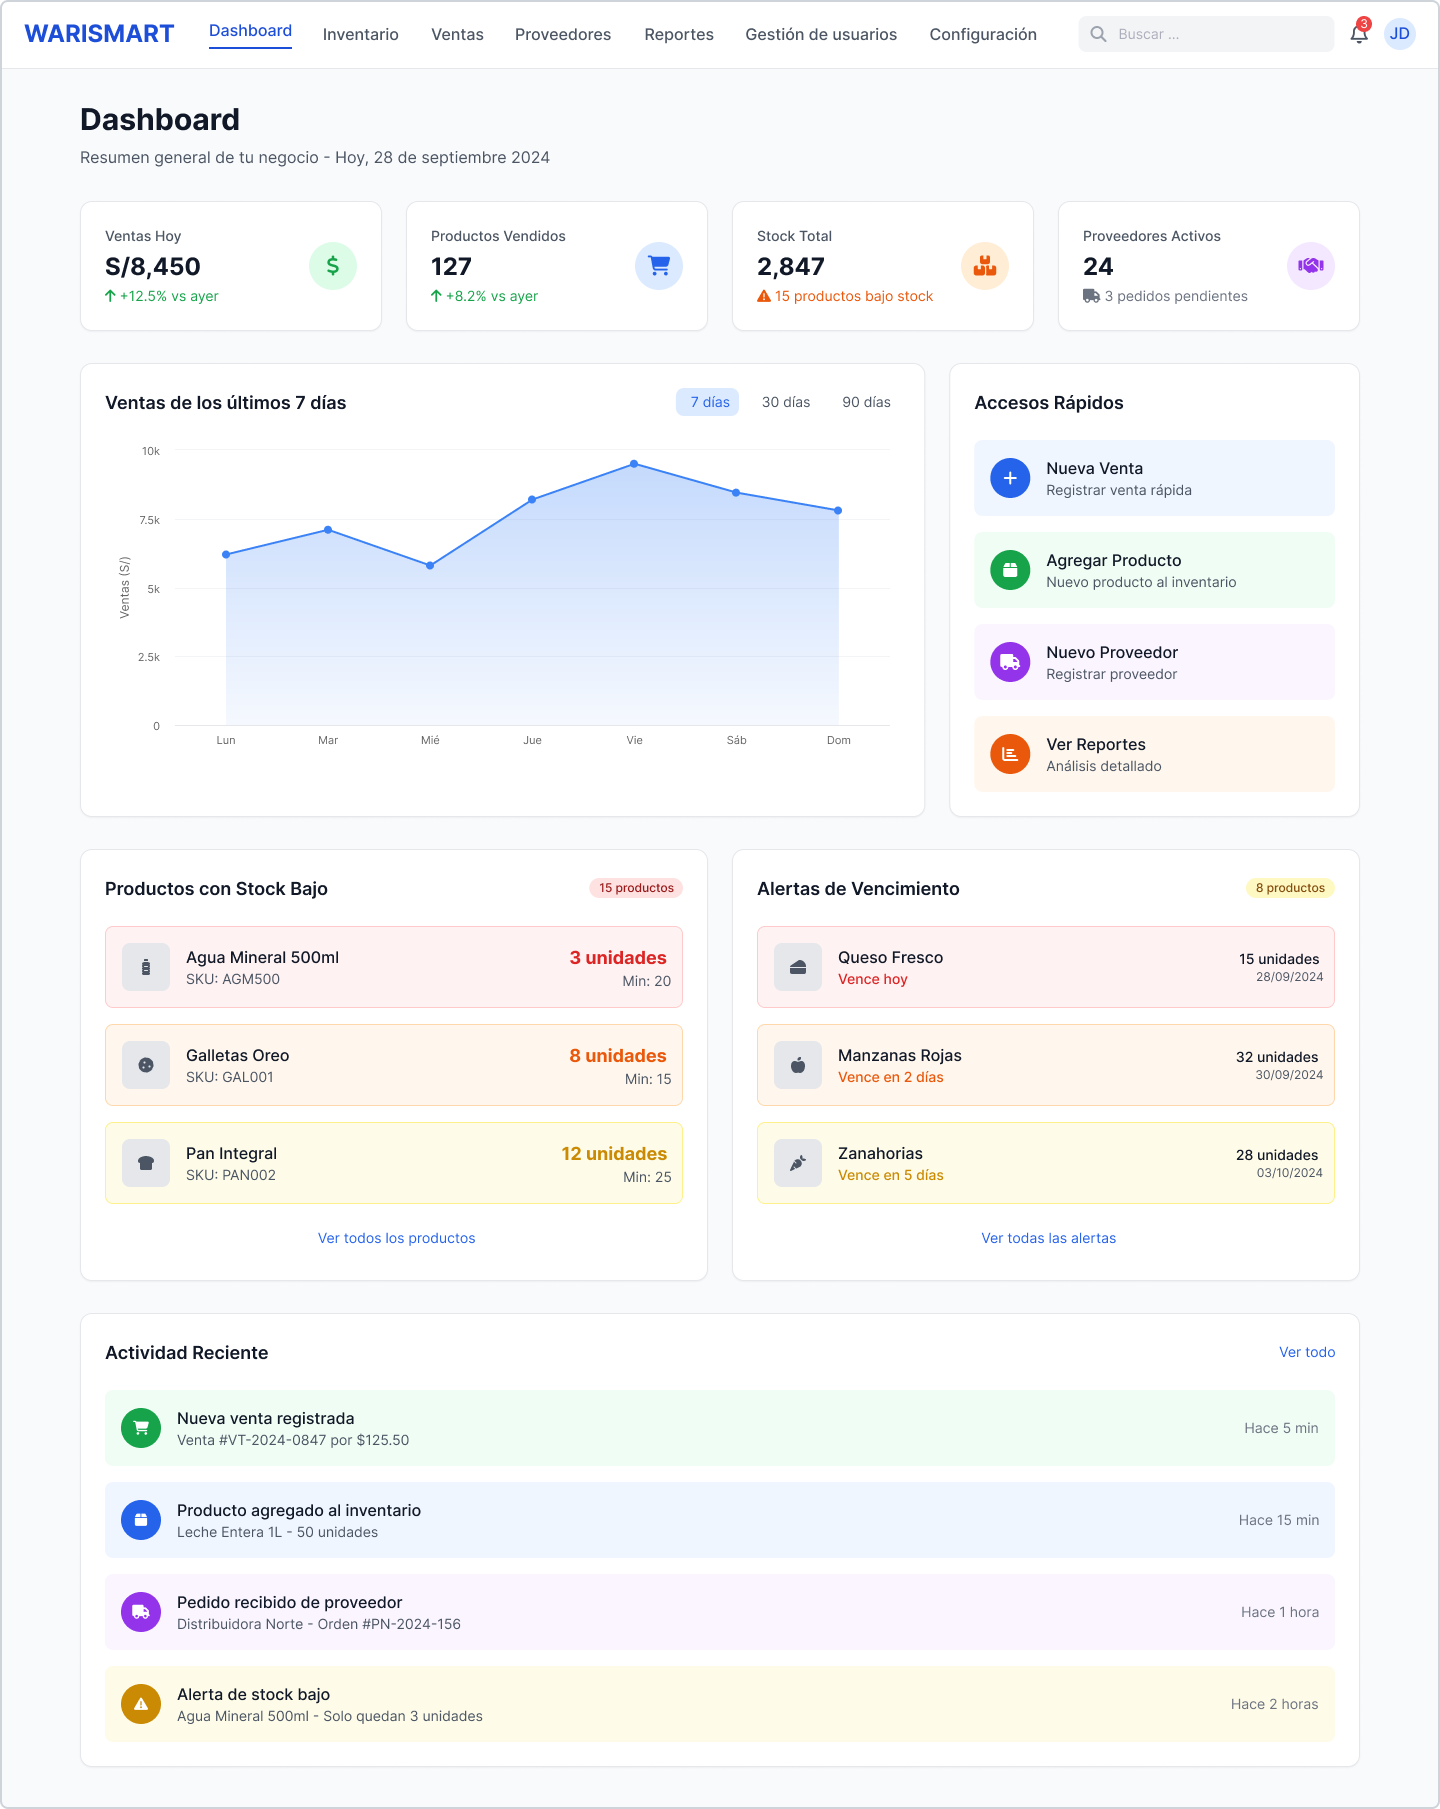 WARISMART
Dashboard
Inventario
Ventas
Proveedores
Reportes
Gestión de usuarios
Configuración
Buscar ...
3
JD
Dashboard
Resumen general de tu negocio - Hoy, 28 de septiembre 2024
Ventas Hoy
S/8,450
+12.5% vs ayer
Productos Vendidos
127
+8.2% vs ayer
Stock Total
2,847
15 productos bajo stock
Proveedores Activos
24
3 pedidos pendientes
Ventas de los últimos 7 días
7 días
30 días
90 días
10k
7.5k
5k
2.5k
0
Ventas (S/)
Lun
Mar
Mié
Jue
Vie
Sáb
Dom
Accesos Rápidos
Nueva Venta
Registrar venta rápida
Agregar Producto
Nuevo producto al inventario
Nuevo Proveedor
Registrar proveedor
Ver Reportes
Análisis detallado
Productos con Stock Bajo
15 productos
Agua Mineral 500ml
SKU: AGM500
3 unidades
Min: 20
Galletas Oreo
SKU: GAL001
8 unidades
Min: 15
Pan Integral
SKU: PAN002
12 unidades
Min: 25
Ver todos los productos
Alertas de Vencimiento
8 productos
Queso Fresco
Vence hoy
15 unidades
28/09/2024
Manzanas Rojas
Vence en 2 días
32 unidades
30/09/2024
Zanahorias
Vence en 5 días
28 unidades
03/10/2024
Ver todas las alertas
Actividad Reciente
Ver todo
Nueva venta registrada
Venta #VT-2024-0847 por $125.50
Hace 5 min
Producto agregado al inventario
Leche Entera 1L - 50 unidades
Hace 15 min
Pedido recibido de proveedor
Distribuidora Norte - Orden #PN-2024-156
Hace 1 hora
Alerta de stock bajo
Agua Mineral 500ml - Solo quedan 3 unidades
Hace 2 horas